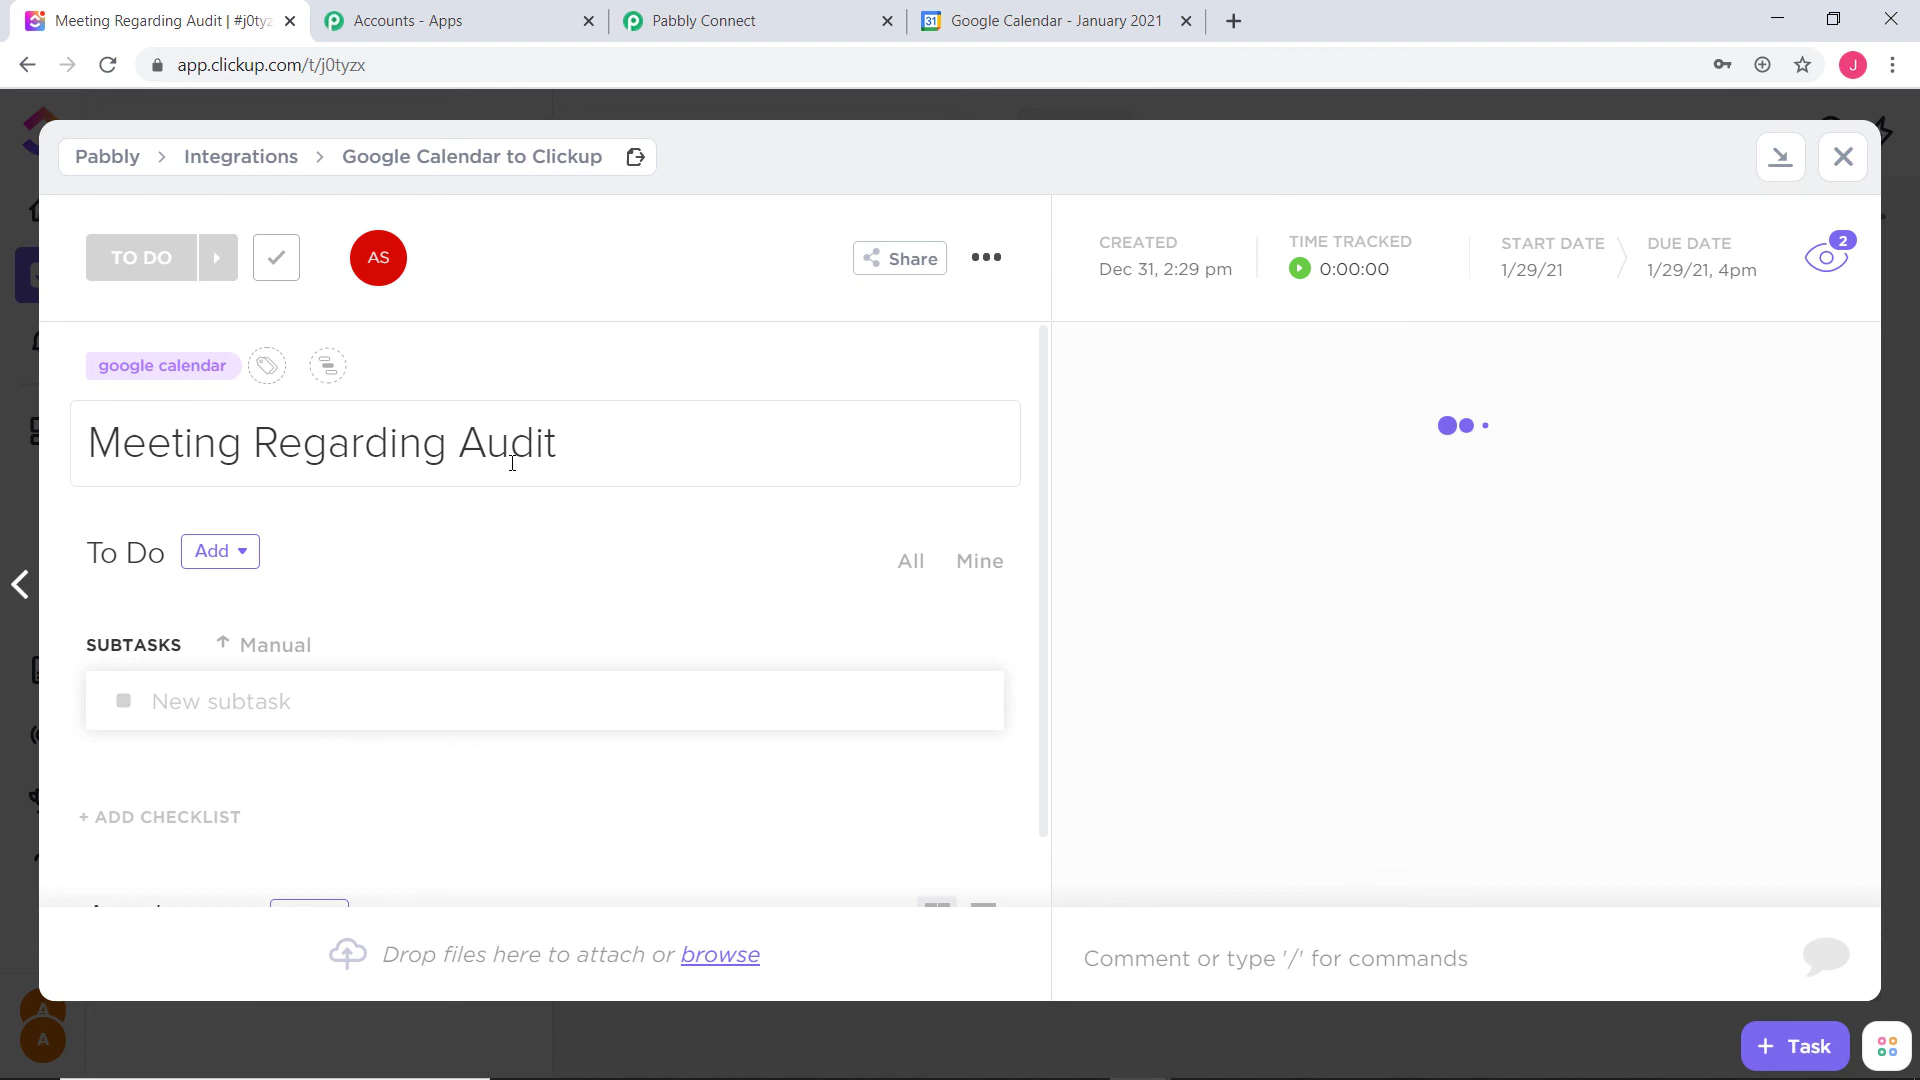 Meeting Regarding Audit | #j0tyz
Accounts - Apps
Pabbly Connect
31
Google Calendar - January 2021
app.clickup.com/t/j0tyzx
J
Pabbly > Integrations > Google Calendar to Clickup
TO DO
AS
Share
CREATED
Dec 31, 2:29 pm
TIME TRACKED
0:00:00
START DATE
1/29/21
DUE DATE
1/29/21, 4pm
2
google calendar
Meeting Regarding Audit
To Do
Add
All
Mine
SUBTASKS
Manual
New subtask
+ ADD CHECKLIST
Drop files here to attach or browse
Comment or type '/' for commands
A
A
+ Task